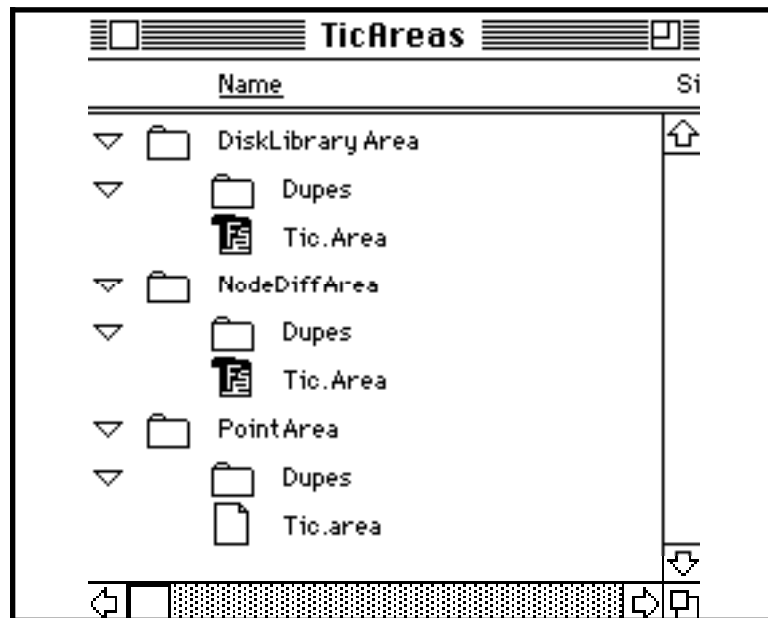 TicAreas
Name Si
DiskLibrary Area
Dupes
Tic.Area
NodeDiffArea
Dupes
Tic.Area
PointArea
Dupes
Tic.area